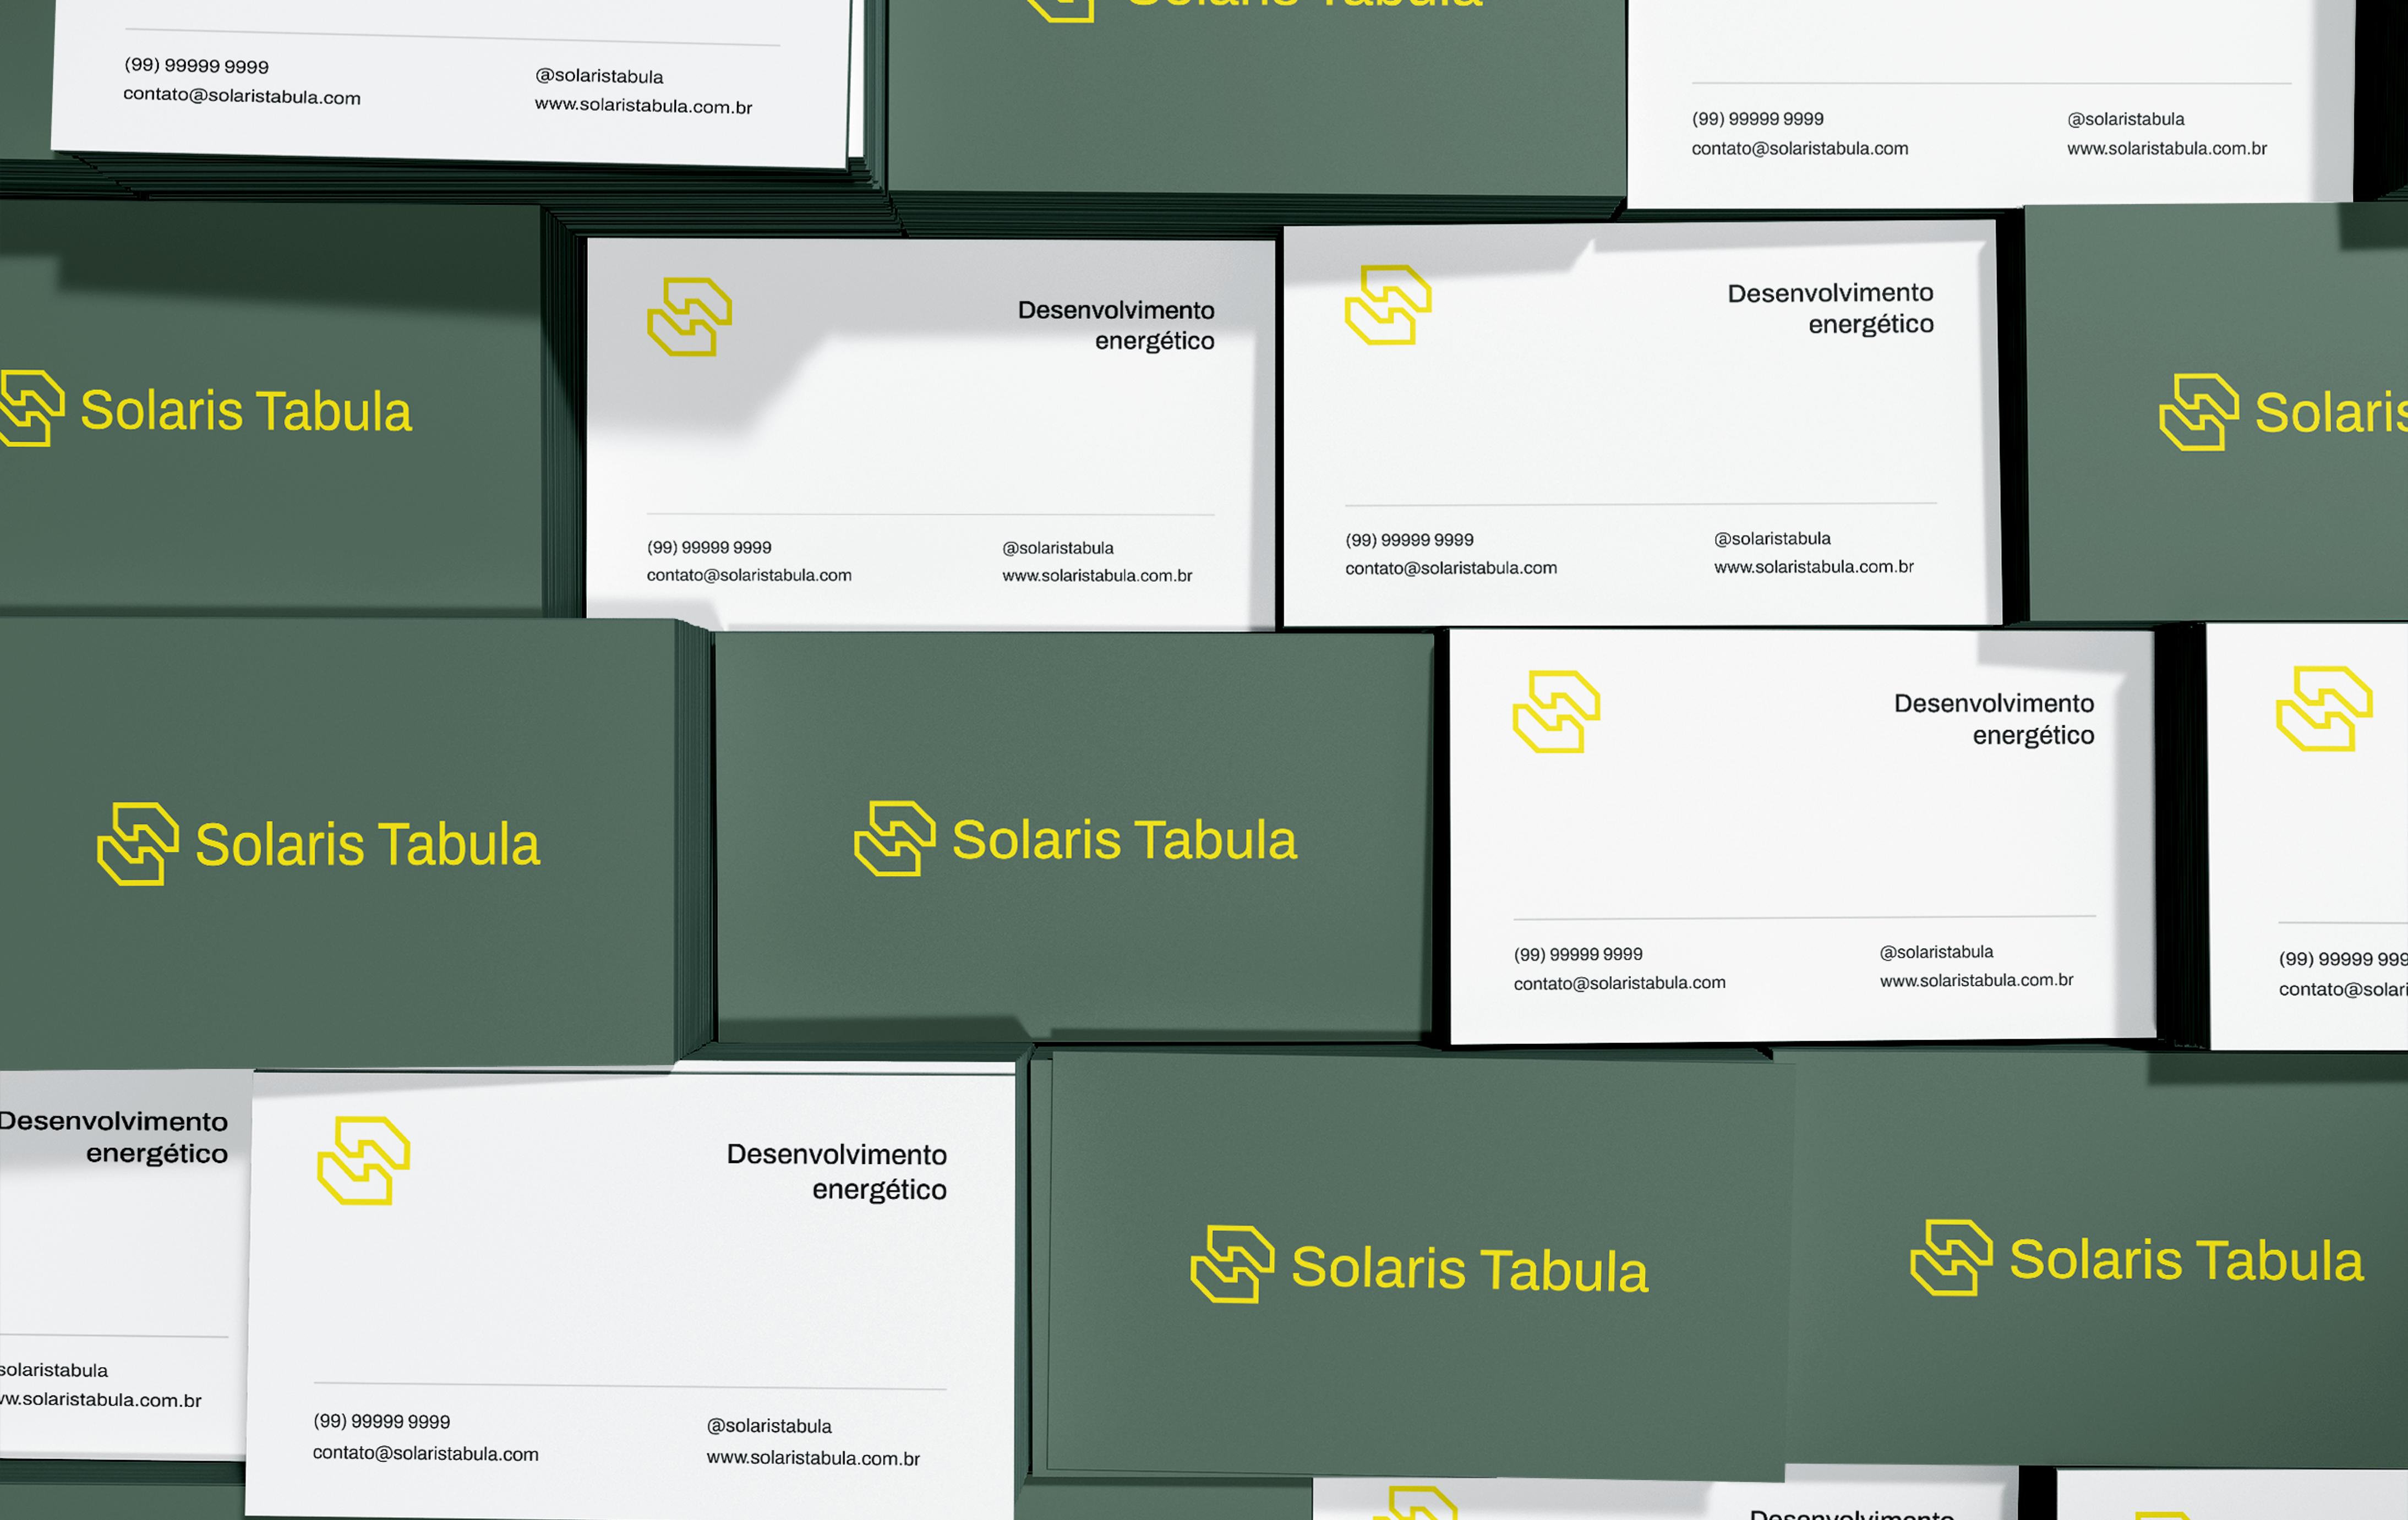 Solaris Tabula
(99) 99999 9999
contato@solaristabula.com
@solaristabula
www.solaristabula.com.br
(99) 99999 9999
contato@solaristabula.com
@solaristabula
www.solaristabula.com.br
Solaris Tabula
Desenvolvimento
energético
(99) 99999 9999
contato@solaristabula.com
@solaristabula
www.solaristabula.com.br
Desenvolvimento
energético
(99) 99999 9999
contato@solaristabula.com
@solaristabula
www.solaristabula.com.br
Solaris
Solaris Tabula
Solaris Tabula
Desenvolvimento
energético
(99) 99999 9999
contato@solaristabula.com
@solaristabula
www.solaristabula.com.br
(99) 99999 999
contato@solari
Desenvolvimento
energético
solaristabula
w.solaristabula.com.br
Desenvolvimento
energético
(99) 99999 9999
contato@solaristabula.com
@solaristabula
www.solaristabula.com.br
Solaris Tabula
Solaris Tabula
Desenvolvimento